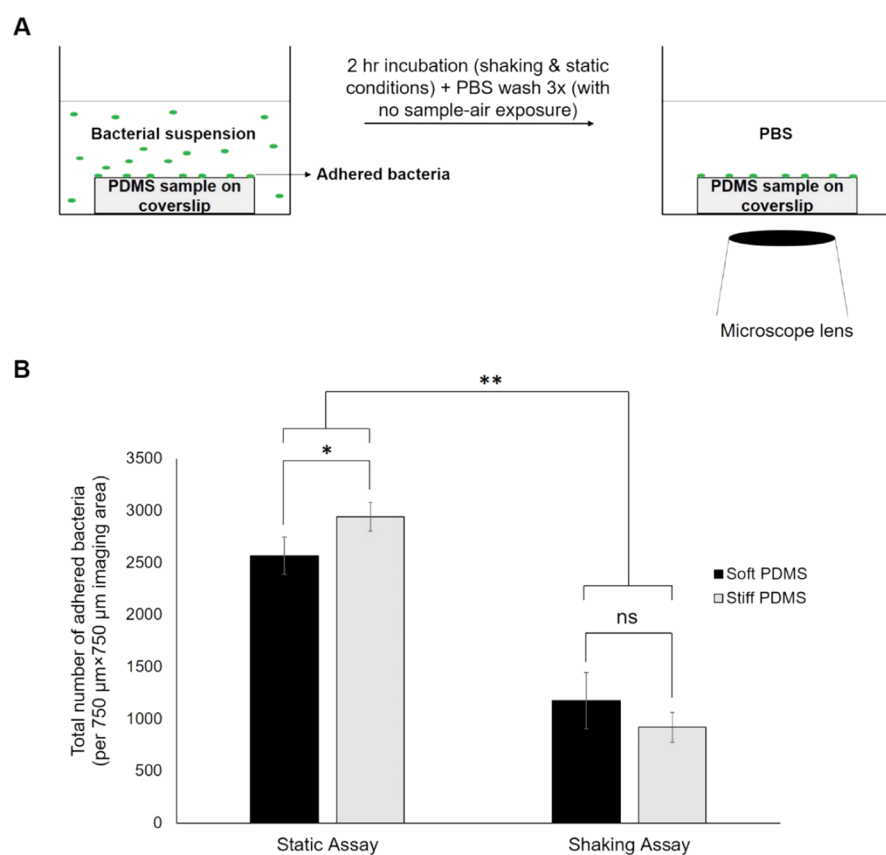 A
2 hr incubation (shaking & static
conditions) + PBS wash 3x (with
no sample-air exposure)
Bacterial suspension
PBS
Adhered bacteria
PDMS sample on
coverslip
PDMS sample on
coverslip
Microscope lens
B
**
*
ns
Total number of adhered bacteria
(per 750 µm×750 µm imaging area)
3500
3000
2500
2000
1500
1000
500
0
Soft PDMS
Stiff PDMS
Static Assay
Shaking Assay